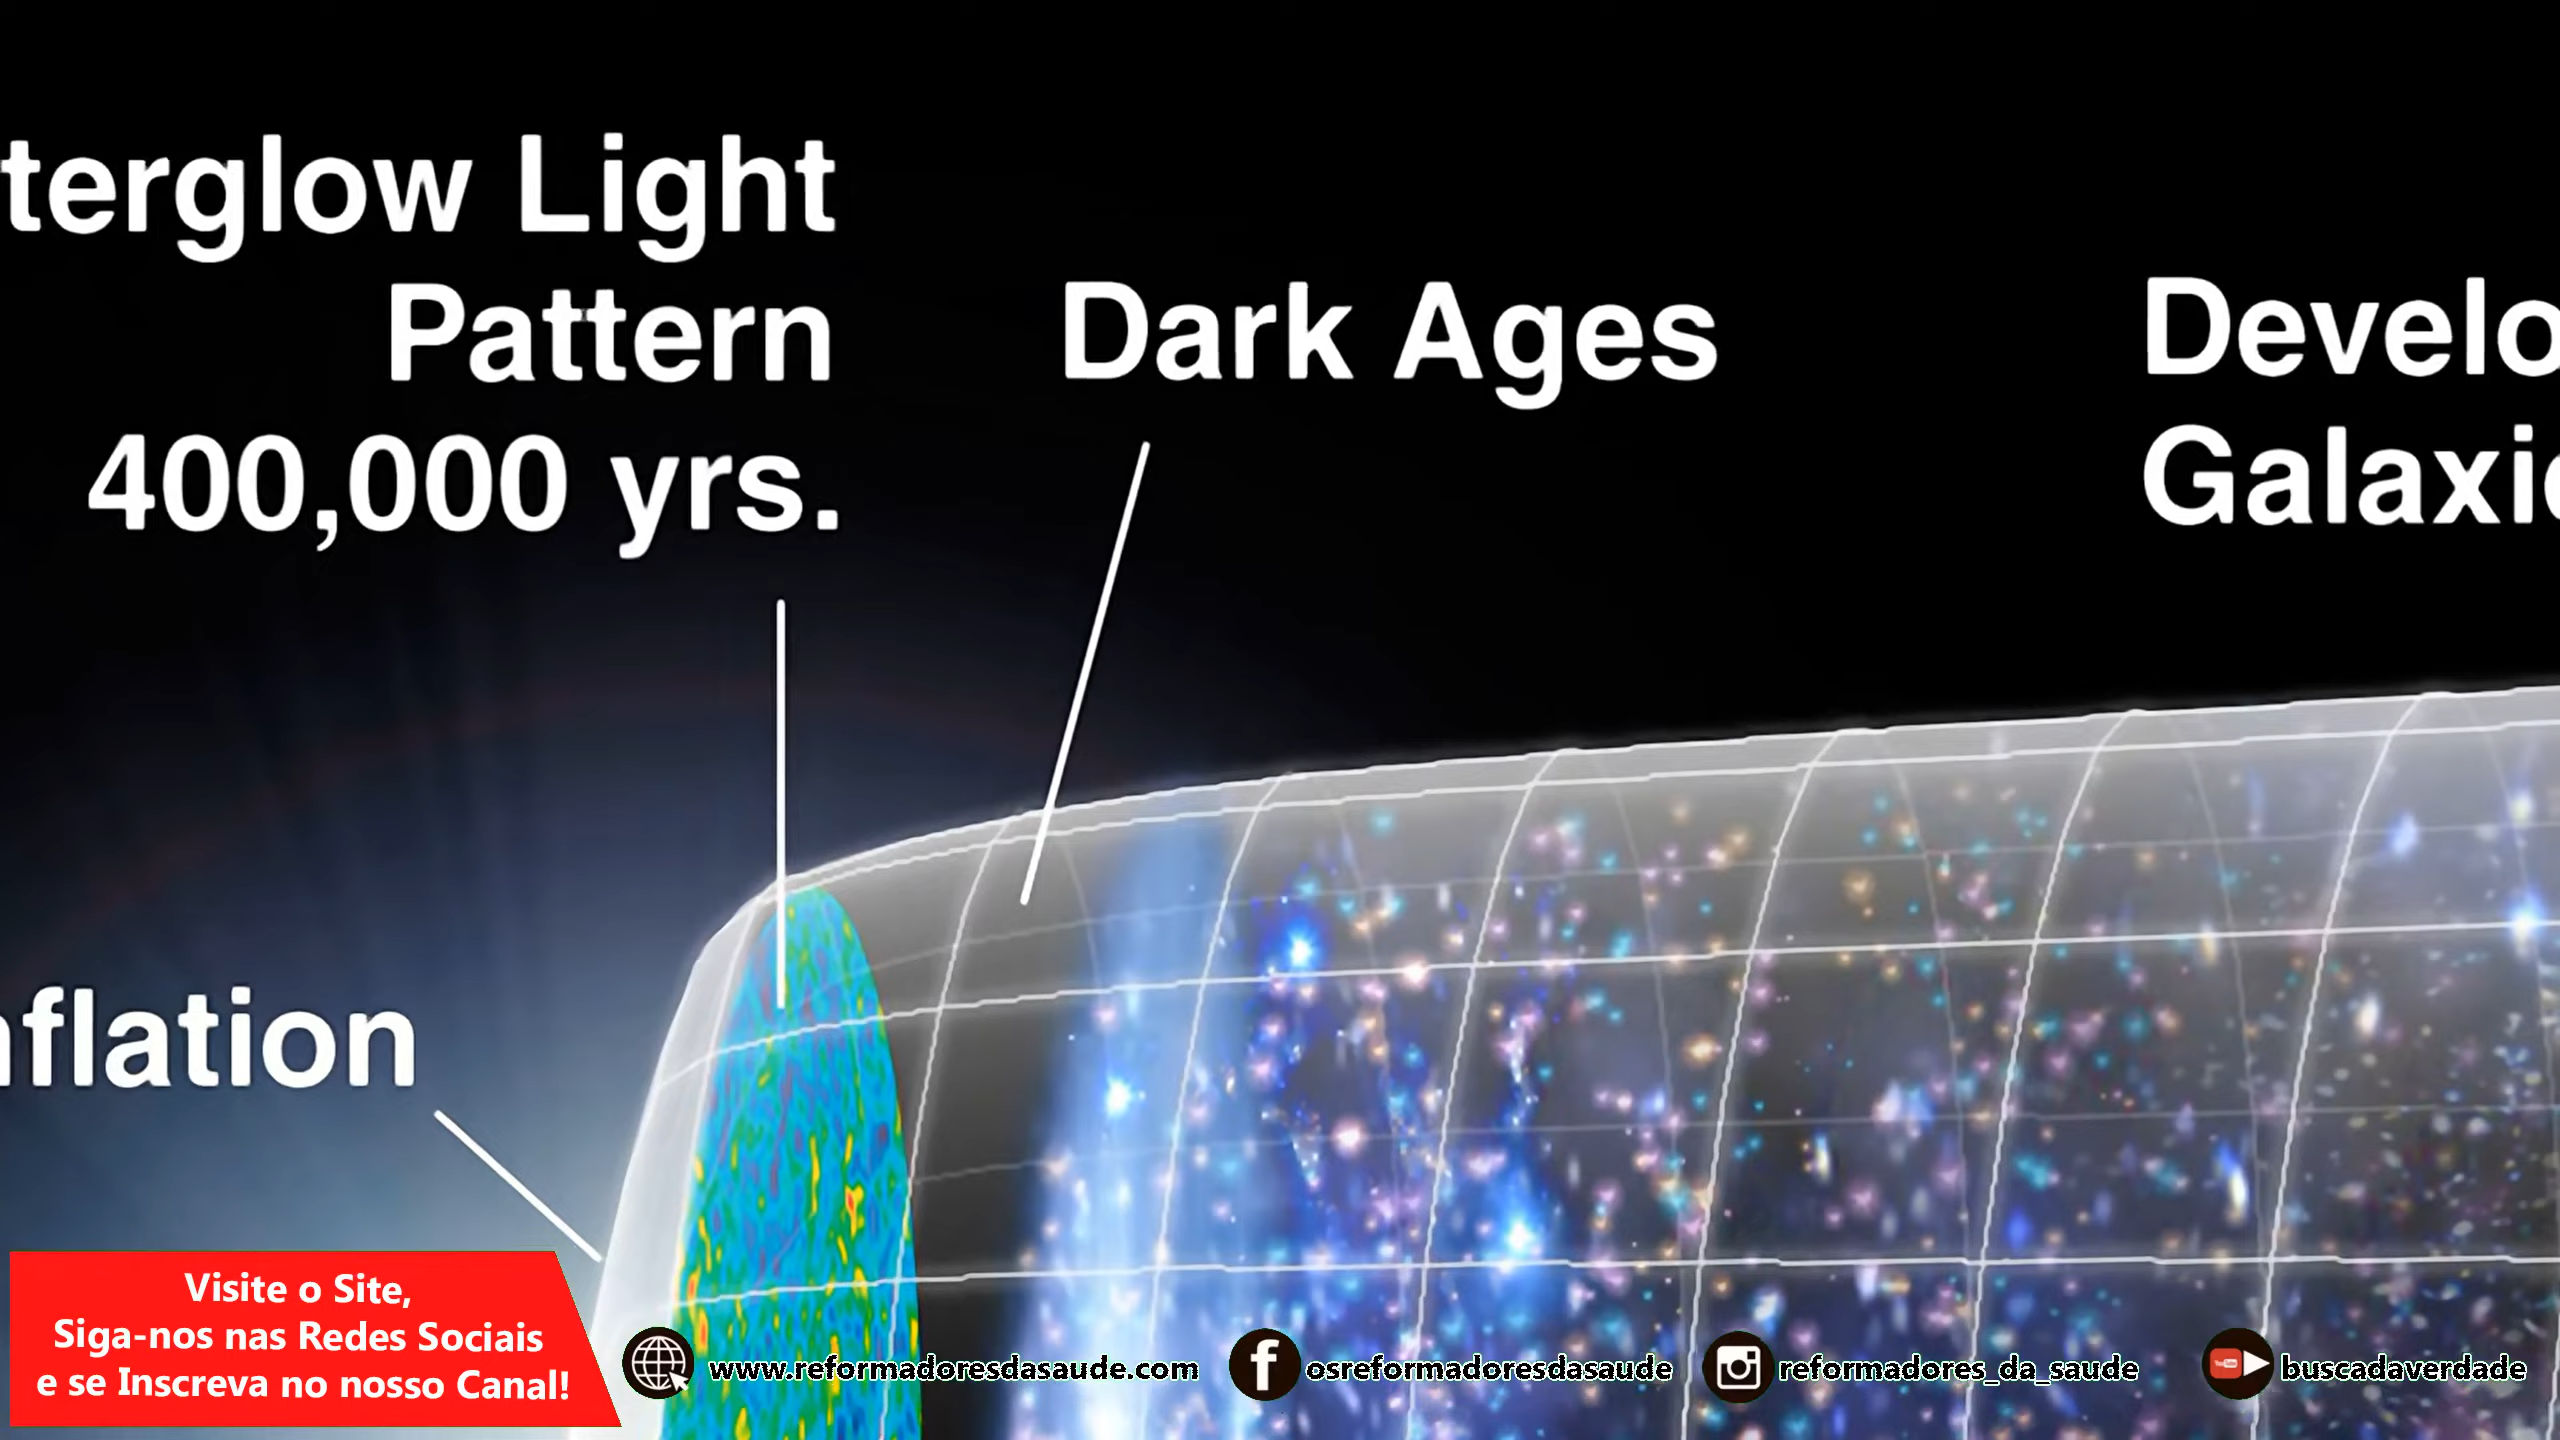 terglow Light
Pattern
400,000 yrs.
Dark Ages
Develo
Galaxi
nflation
Visite o Site,
Siga-nos nas Redes Sociais
e se Inscreva no nosso Canal!
www.reformadoresdasaude.com
osreformadoresdasaude
reformadores_da_saude
buscadaverdade